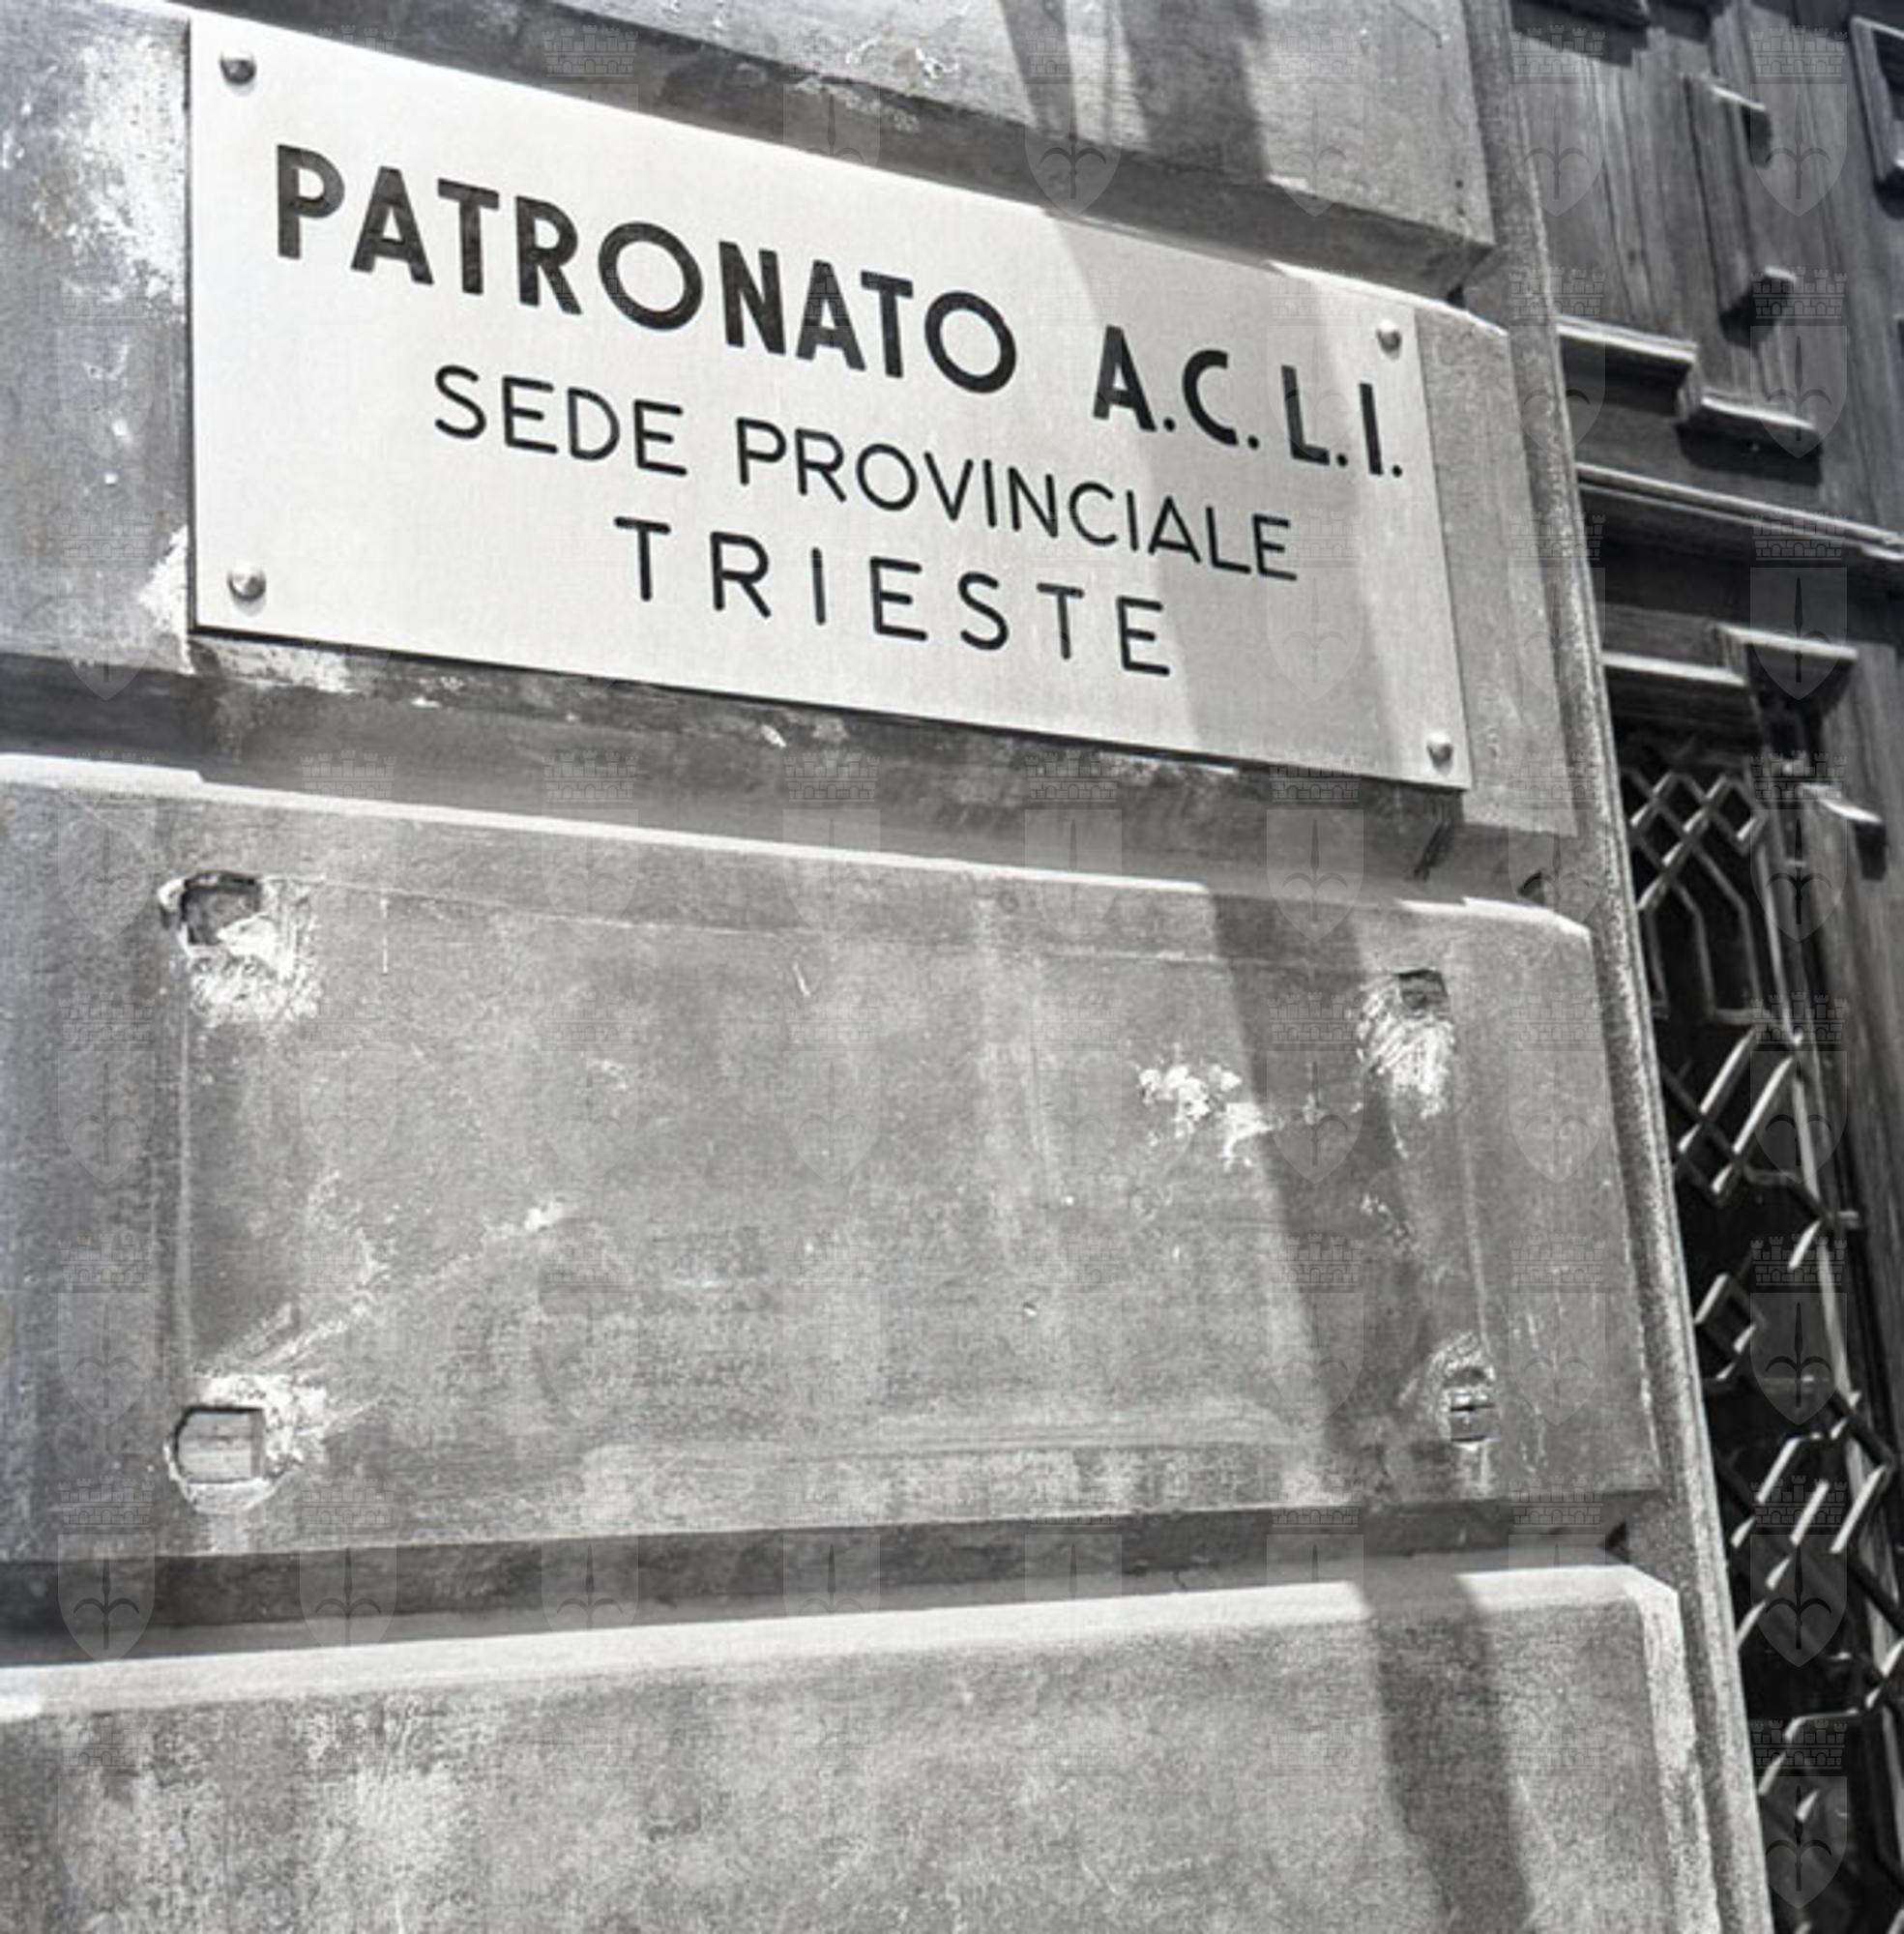 PATRONATO A.C.L.I.
SEDE PROVINCIALE
TRIESTE